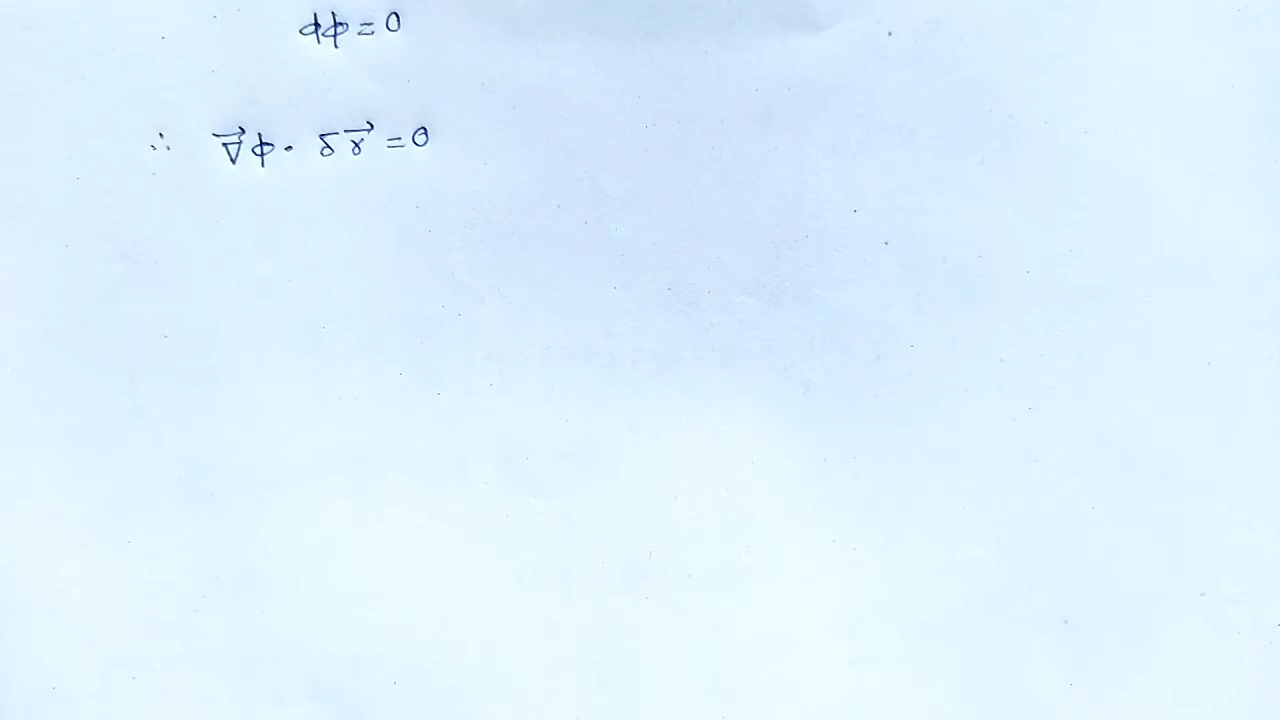 dϕ = 0
∴ ∇⃗ϕ · δr⃗ = 0